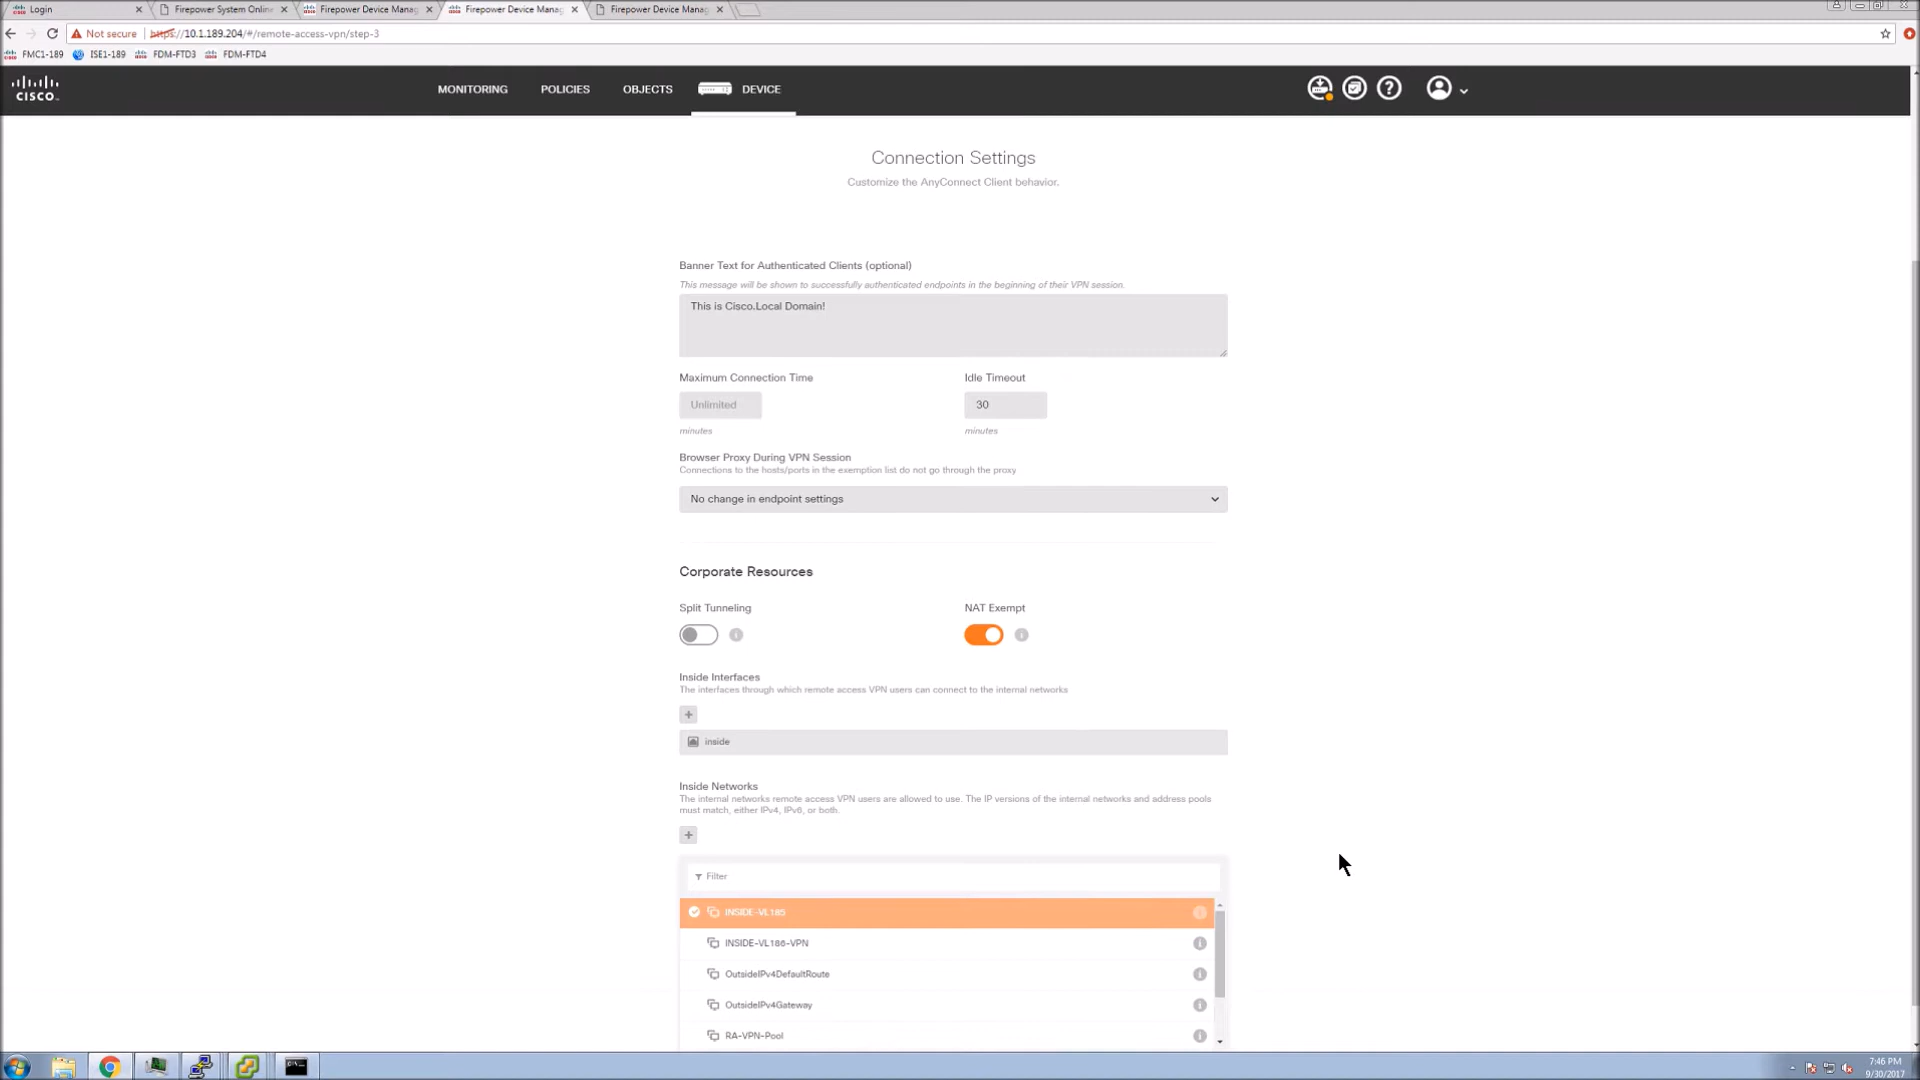 Login
Firepower System Onlin
Firepower Device Manag
Firepower Device Manag
Firepower Device Manag
Not secure https://10.1.189.204/#/remote-access-vpn/step-3
FMC1-189 ISE1-189 FDM-FTD3 FDM-FTD4
CISCO MONITORING POLICIES OBJECTS DEVICE
Connection Settings
Customize the AnyConnect Client behavior.
Banner Text for Authenticated Clients (optional)
This message will be shown to successfully authenticated endpoints in the beginning of their VPN session.
This is Cisco.Local Domain!
Maximum Connection Time Idle Timeout
Unlimited 30
minutes minutes
Browser Proxy During VPN Session
Connections to the hosts/ports in the exemption list do not go through the proxy
No change in endpoint settings
Corporate Resources
Split Tunneling NAT Exempt
Inside Interfaces
The interfaces through which remote access VPN users can connect to the internal networks
+
inside
Inside Networks
The internal networks remote access VPN users are allowed to use. The IP versions of the internal networks and address pools
must match, either IPv4, IPv6, or both.
+
Filter
INSIDE-VL185
INSIDE-VL186-VPN
OutsideIPv4DefaultRoute
OutsideIPv4Gateway
RA-VPN-Pool
7:46 PM
9/30/2017